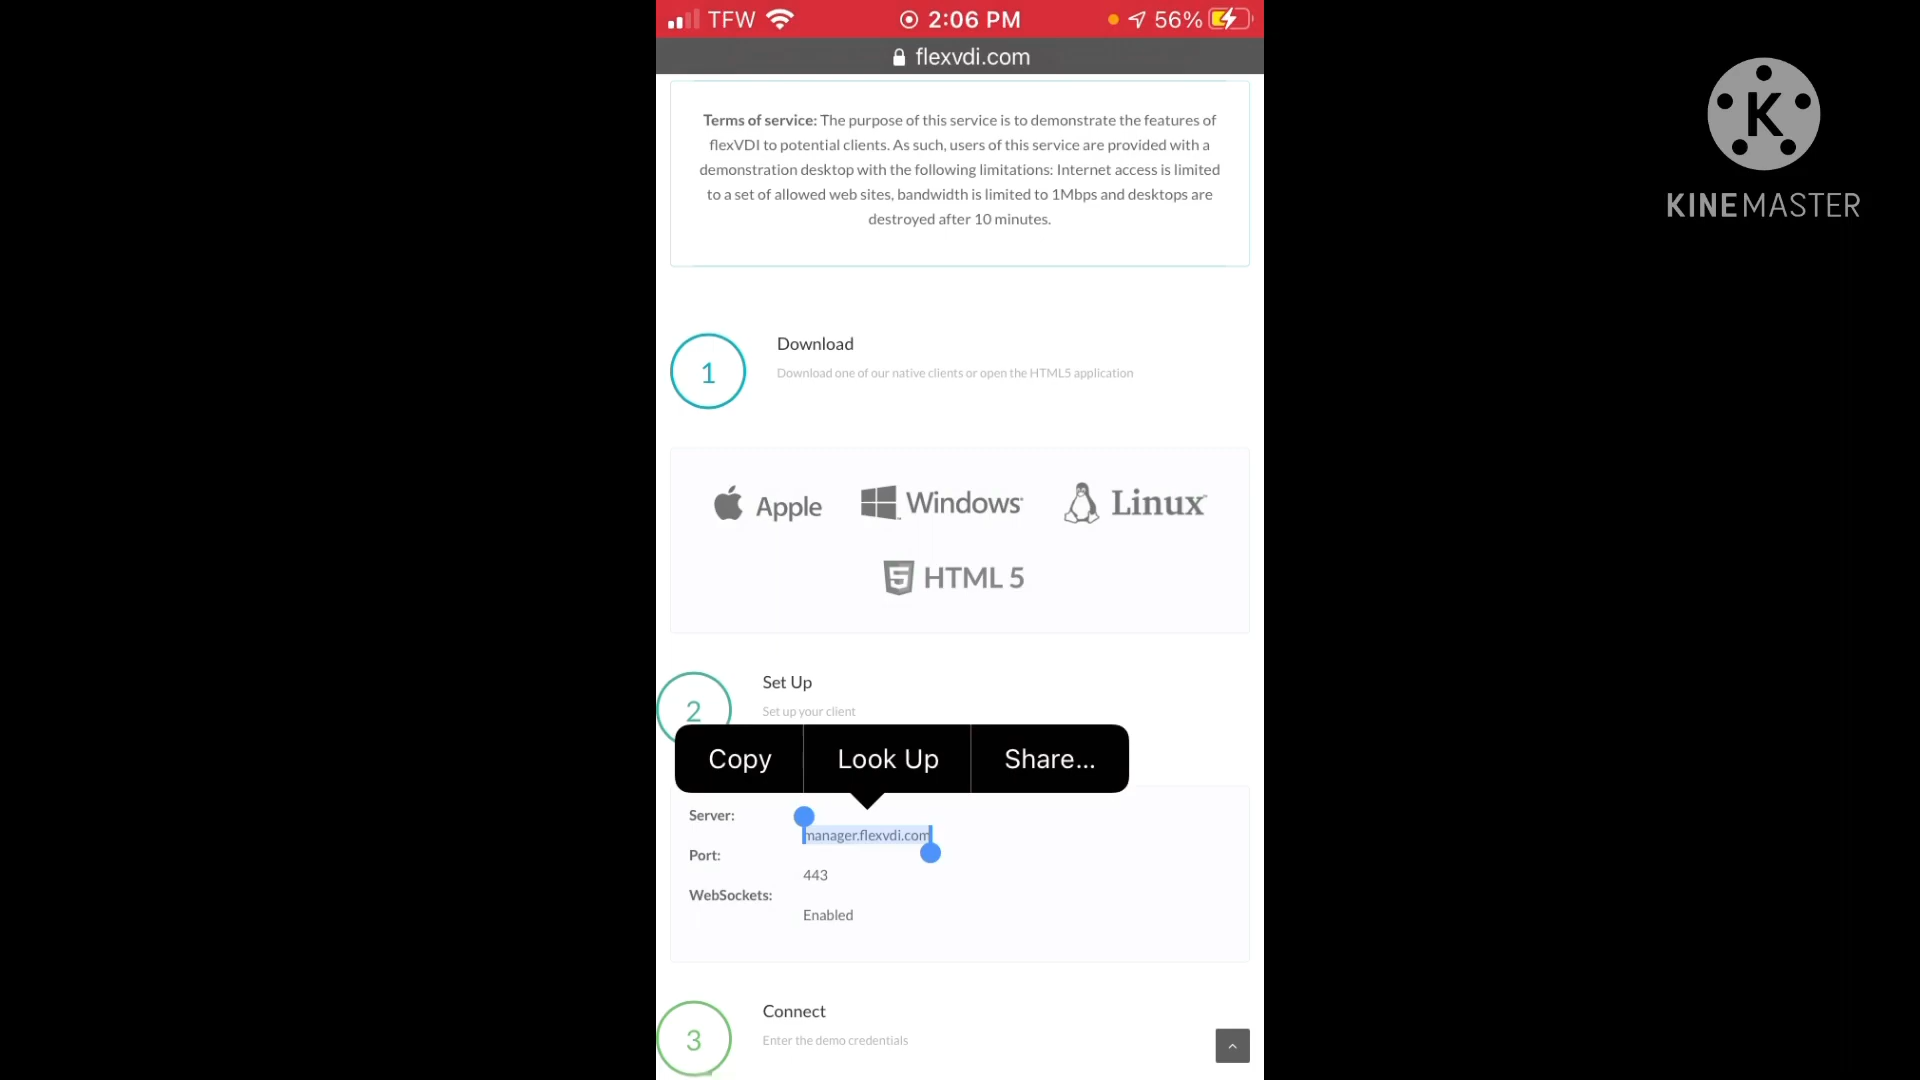 TFW 2:06 PM 56%
flexvdi.com
K
KINEMASTER
Terms of service: The purpose of this service is to demonstrate the features of
flexVDI to potential clients. As such, users of this service are provided with a
demonstration desktop with the following limitations: Internet access is limited
to a set of allowed web sites, bandwidth is limited to 1Mbps and desktops are
destroyed after 10 minutes.
1
Download
Download one of our native clients or open the HTML5 application
Apple Windows Linux
5 HTML 5
2
Set Up
Set up your client
Copy Look Up Share...
Server:
manager.flexvdi.com
Port:
443
WebSockets:
Enabled
3
Connect
Enter the demo credentials